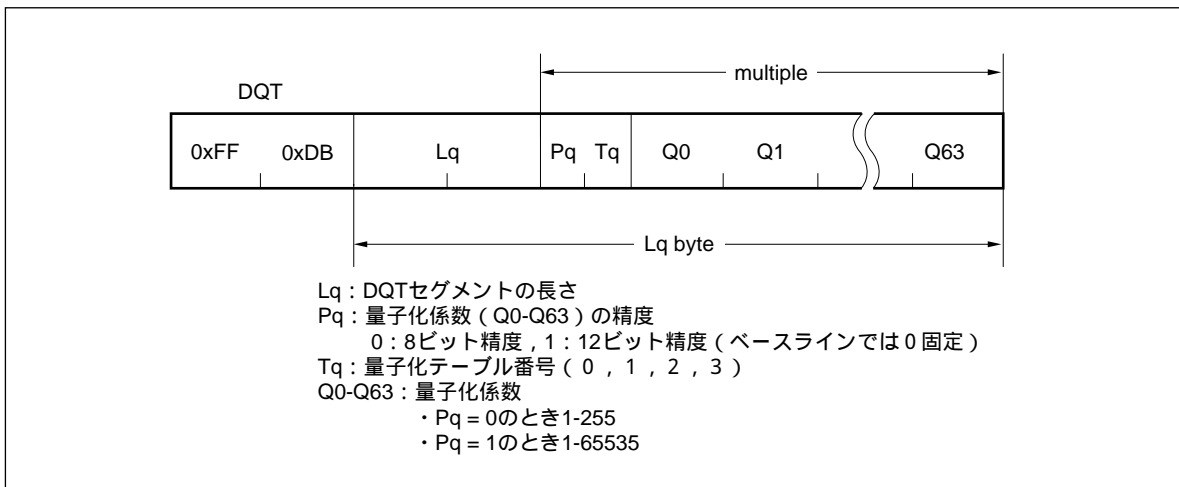 multiple
DQT
0xFF 0xDB Lq Pq Tq Q0 Q1 Q63
Lq byte
Lq：DQTセグメントの長さ
Pq：量子化係数（Q0-Q63）の精度
0：8ビット精度，1：12ビット精度（ベースラインでは０固定）
Tq：量子化テーブル番号（０，１，２，３）
Q0-Q63：量子化係数
・Pq = 0のとき1-255
・Pq = 1のとき1-65535